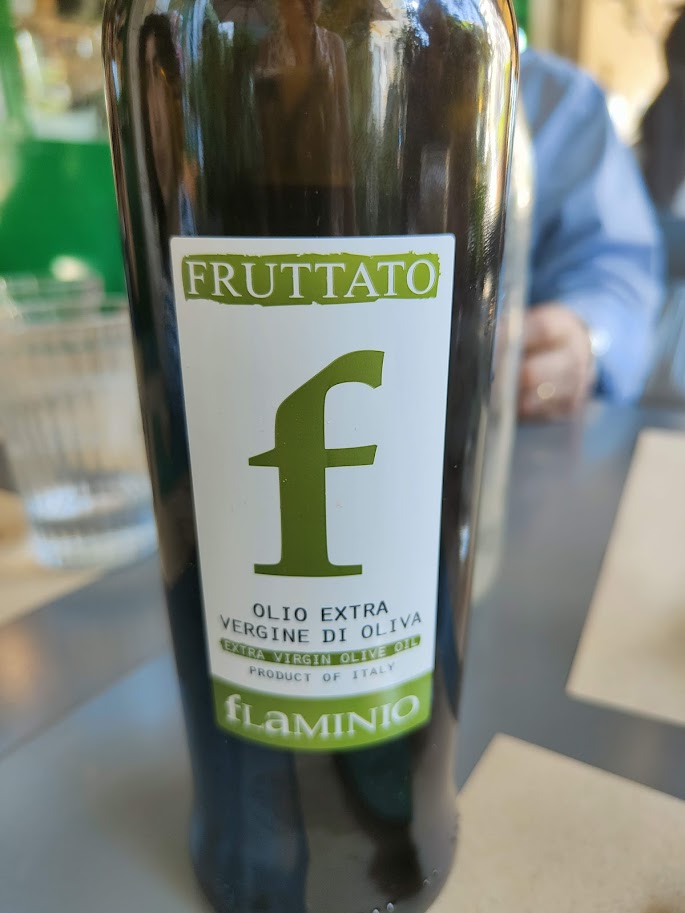 FRUTTATO
f
OLIO EXTRA
VERGINE DI OLIVA
EXTRA VIRGIN OLIVE OIL
PRODUCT OF ITALY
fLaMINIO